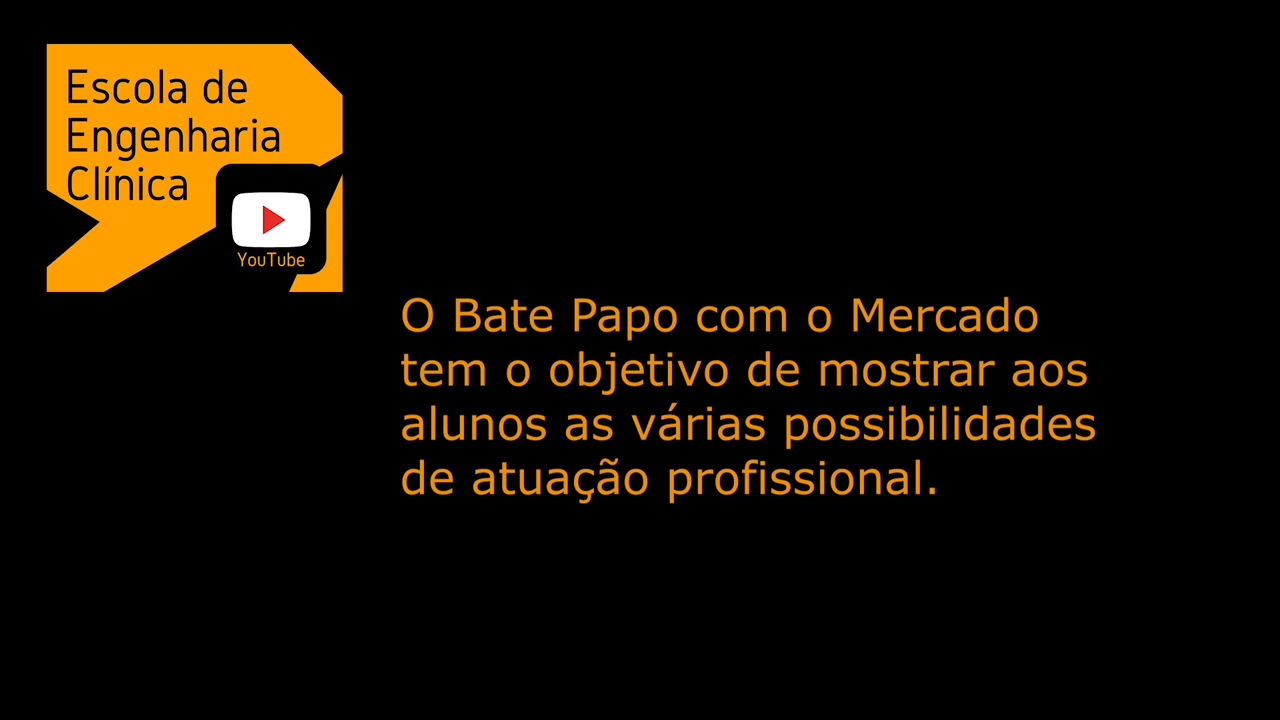 Escola de
Engenharia
Clínica
YouTube
O Bate Papo com o Mercado
tem o objetivo de mostrar aos
alunos as várias possibilidades
de atuação profissional.